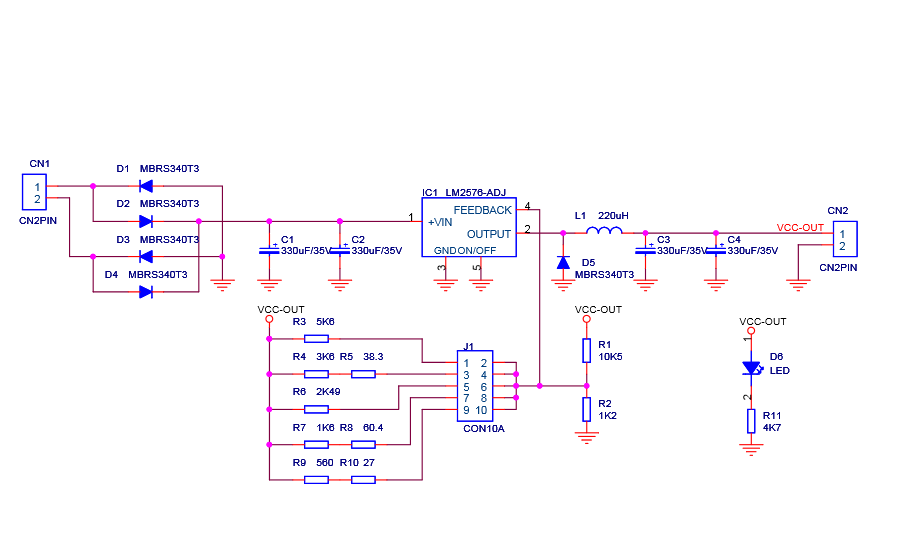 CN1
1
2
CN2PIN
D1 MBRS340T3
D2 MBRS340T3
D3 MBRS340T3
D4 MBRS340T3
C1
330uF/35V
C2
330uF/35V
IC1 LM2576-ADJ
1
+VIN
FEEDBACK
4
OUTPUT
2
GND
ON/OFF
3
5
L1 220uH
D5
MBRS340T3
C3
330uF/35V
C4
330uF/35V
VCC-OUT
CN2
1
2
CN2PIN
VCC-OUT
R3 5K6
R4 3K6 R5 38.3
R6 2K49
R7 1K6 R8 60.4
R9 560 R10 27
J1
1 2
3 4
5 6
7 8
9 10
CON10A
VCC-OUT
R1
10K5
R2
1K2
VCC-OUT
1
D6
LED
2
R11
4K7